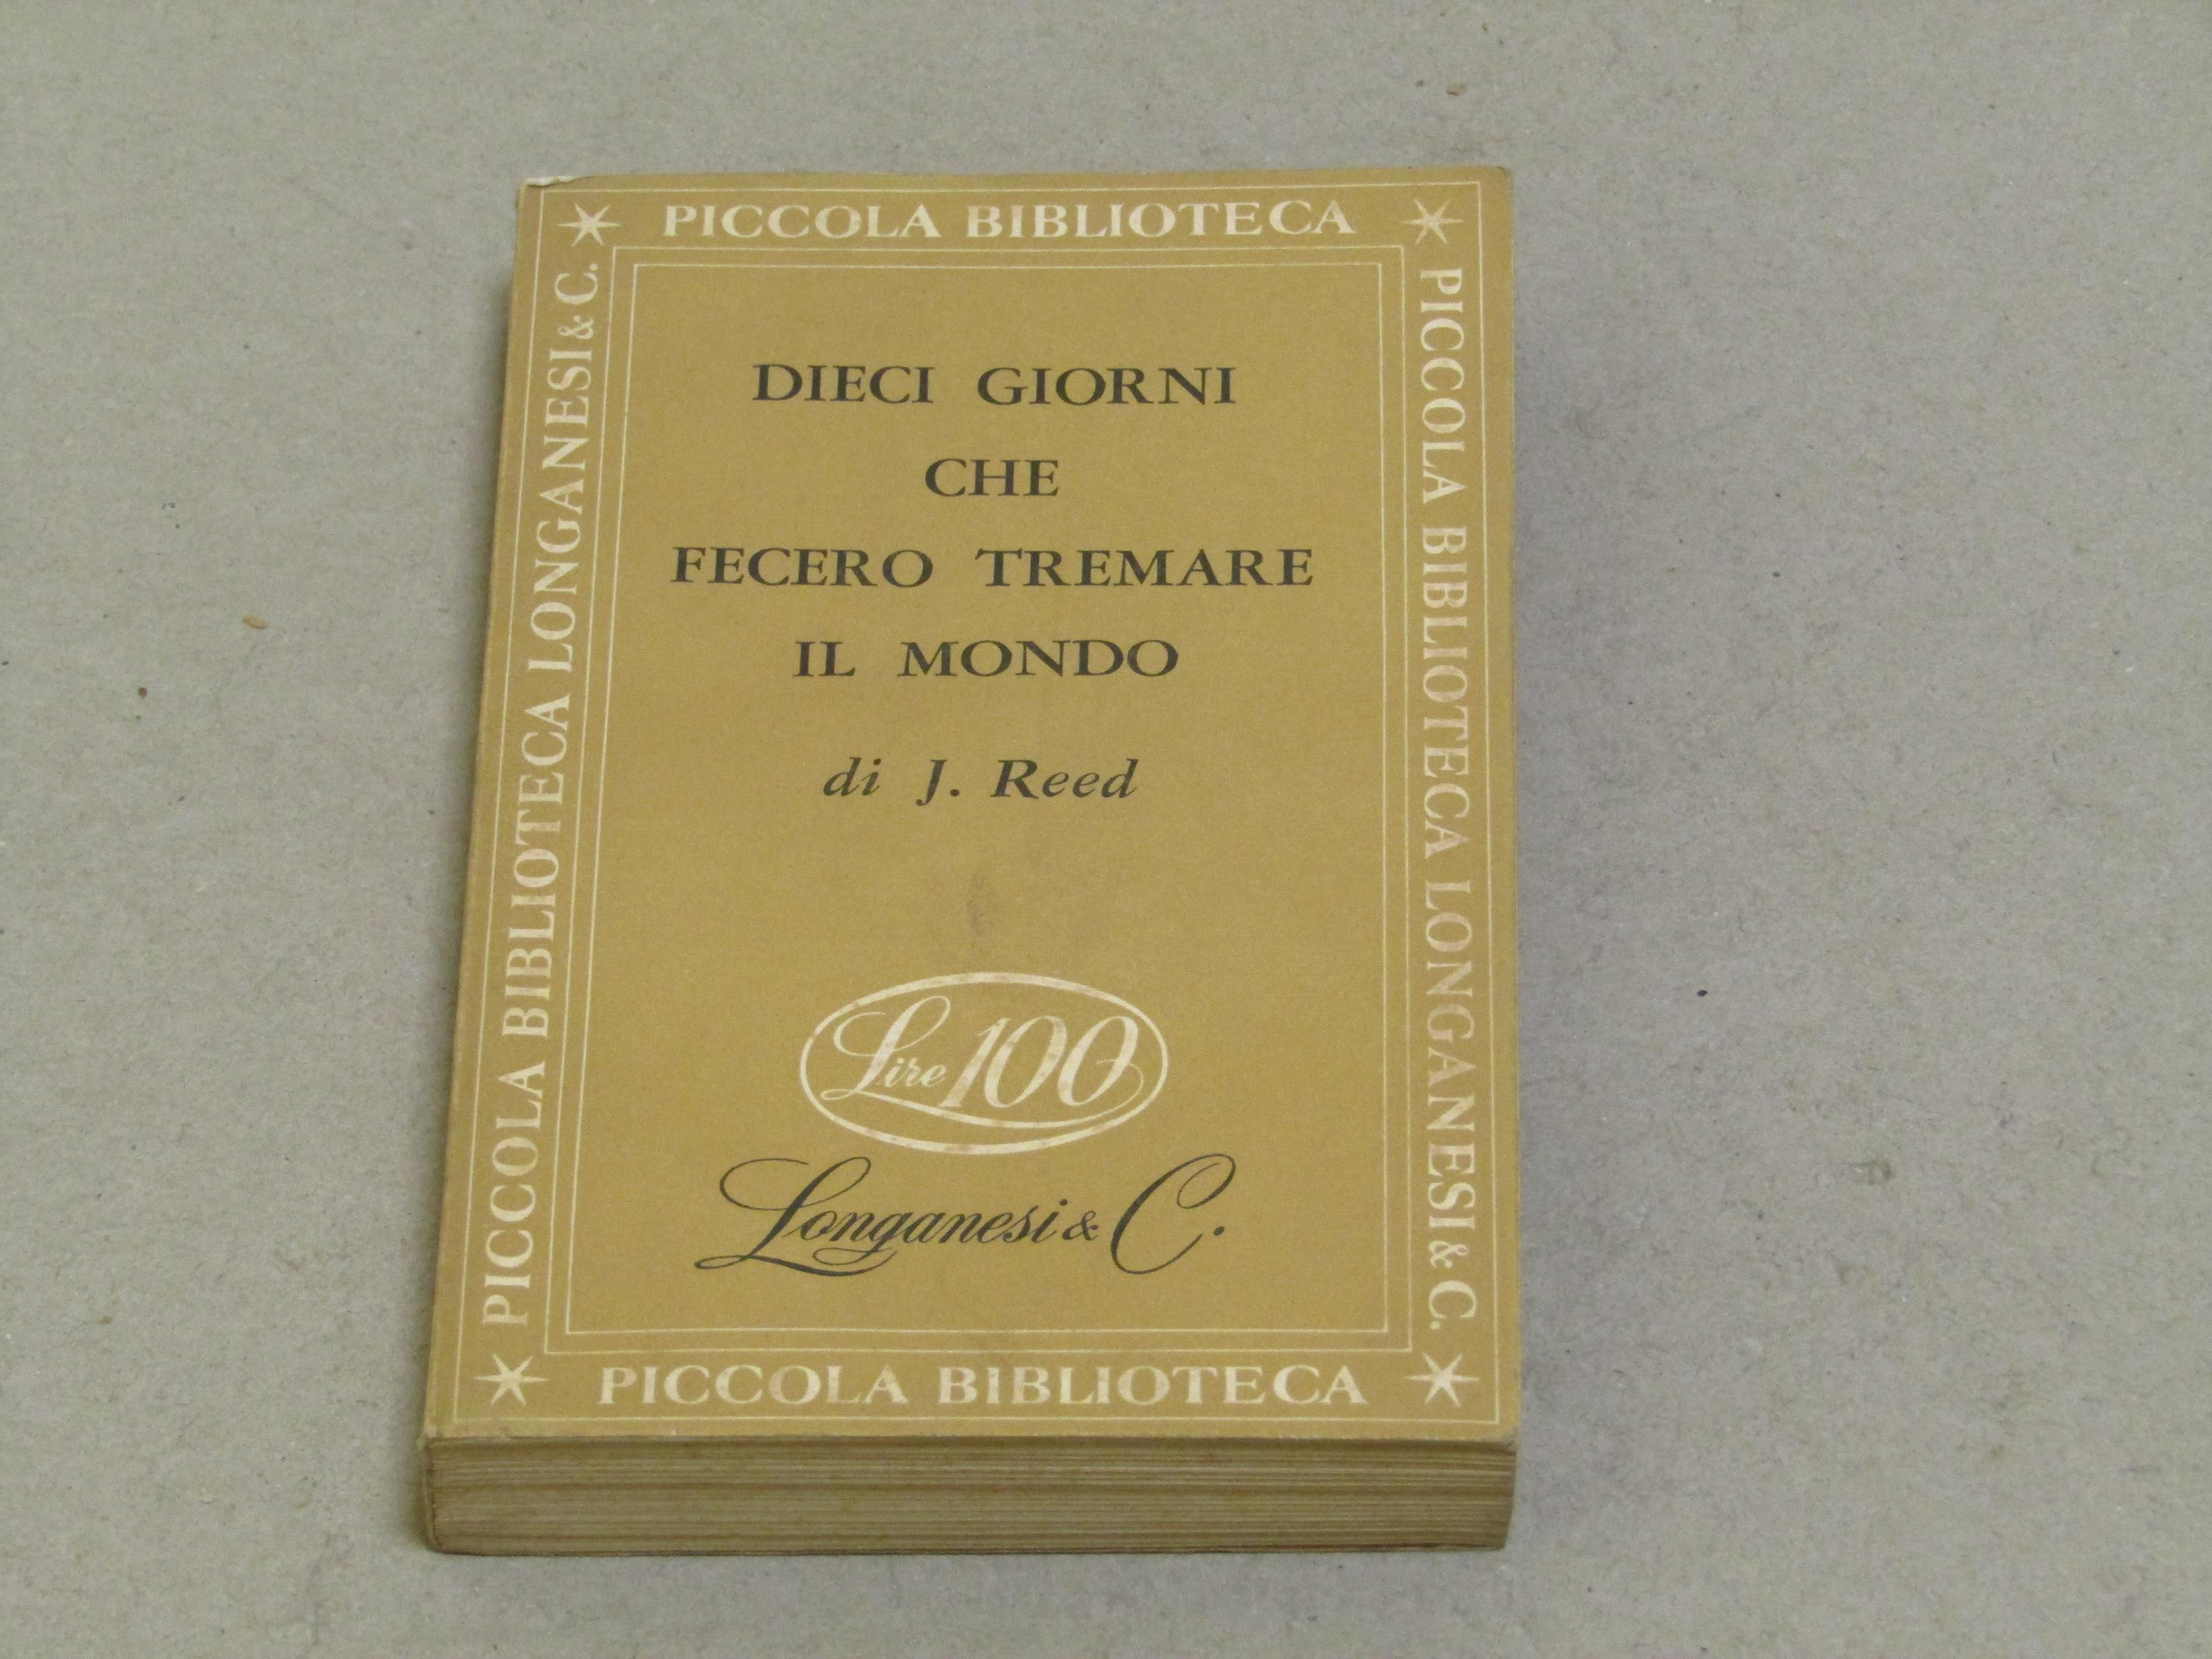 PICCOLA BIBLIOTECA
PICCOLA BIBLIOTECA LONGANESI & C.
PICCOLA BIBLIOTECA LONGANESI & C.
DIECI GIORNI
CHE
FECERO TREMARE
IL MONDO
di J. Reed
Lire 100
Longanesi & C.
PICCOLA BIBLIOTECA